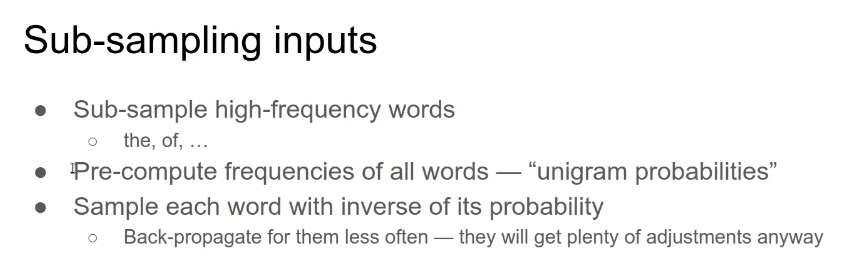 Sub-sampling inputs
● Sub-sample high-frequency words
○ the, of, …
● Pre-compute frequencies of all words — “unigram probabilities”
● Sample each word with inverse of its probability
○ Back-propagate for them less often — they will get plenty of adjustments anyway